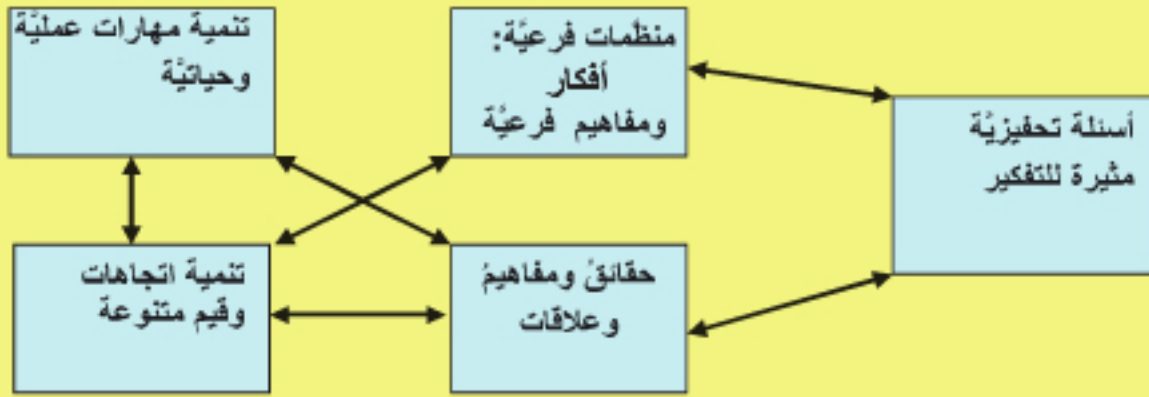 أسئلة تحفيزيَّة
مثيرة للتفكير
منظِّمات فرعيَّة:
أفكار
ومفاهيم فرعيَّة
حقائقُ ومفاهيمُ
وعلاقات
تنمية مهارات عمليَّة
وحياتيَّة
تنمية اتجاهات
وقيم متنوعة